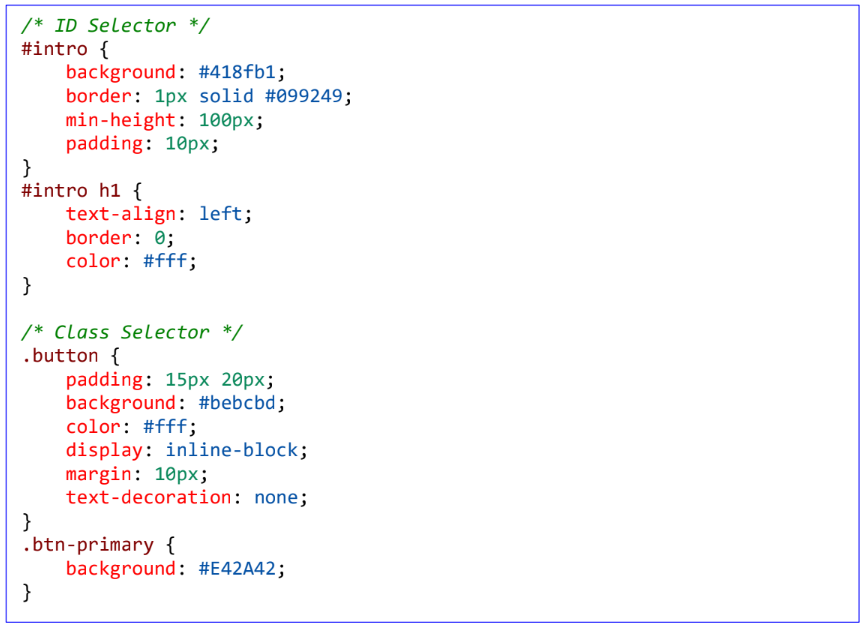 /* ID Selector */
#intro {
    background: #418fb1;
    border: 1px solid #099249;
    min-height: 100px;
    padding: 10px;
}
#intro h1 {
    text-align: left;
    border: 0;
    color: #fff;
}

/* Class Selector */
.button {
    padding: 15px 20px;
    background: #bebcbd;
    color: #fff;
    display: inline-block;
    margin: 10px;
    text-decoration: none;
}
.btn-primary {
    background: #E42A42;
}